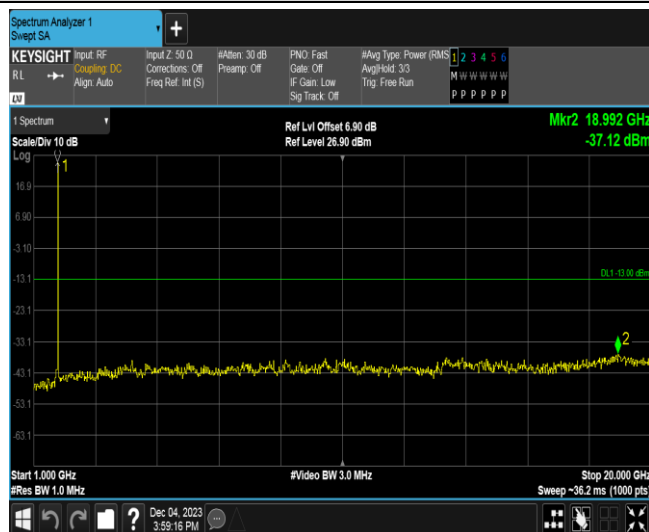 Spectrum Analyzer 1
Swept SA
KEYSIGHT
RL
LXI
Input: RF
Coupling: DC
Align: Auto
Input Z: 50 Ω
Corrections: Off
Freq Ref: Int (S)
#Atten: 30 dB
Preamp: Off
PNO: Fast
Gate: Off
IF Gain: Low
Sig Track: Off
#Avg Type: Power (RMS
Avg|Hold: 3/3
Trig: Free Run
1 2 3 4 5 6
M W W W W W
P P P P P P
1 Spectrum
Scale/Div 10 dB
Log
Ref Lvl Offset 6.90 dB
Ref Level 26.90 dBm
Mkr2 18.992 GHz
-37.12 dBm
1
16.9
6.90
-3.10
-13.1
DL1 -13.00 dBm
-23.1
-33.1
2
-43.1
-53.1
-63.1
Start 1.000 GHz
#Res BW 1.0 MHz
#Video BW 3.0 MHz
Stop 20.000 GHz
Sweep ~36.2 ms (1000 pts)
?
Dec 04, 2023
3:59:16 PM